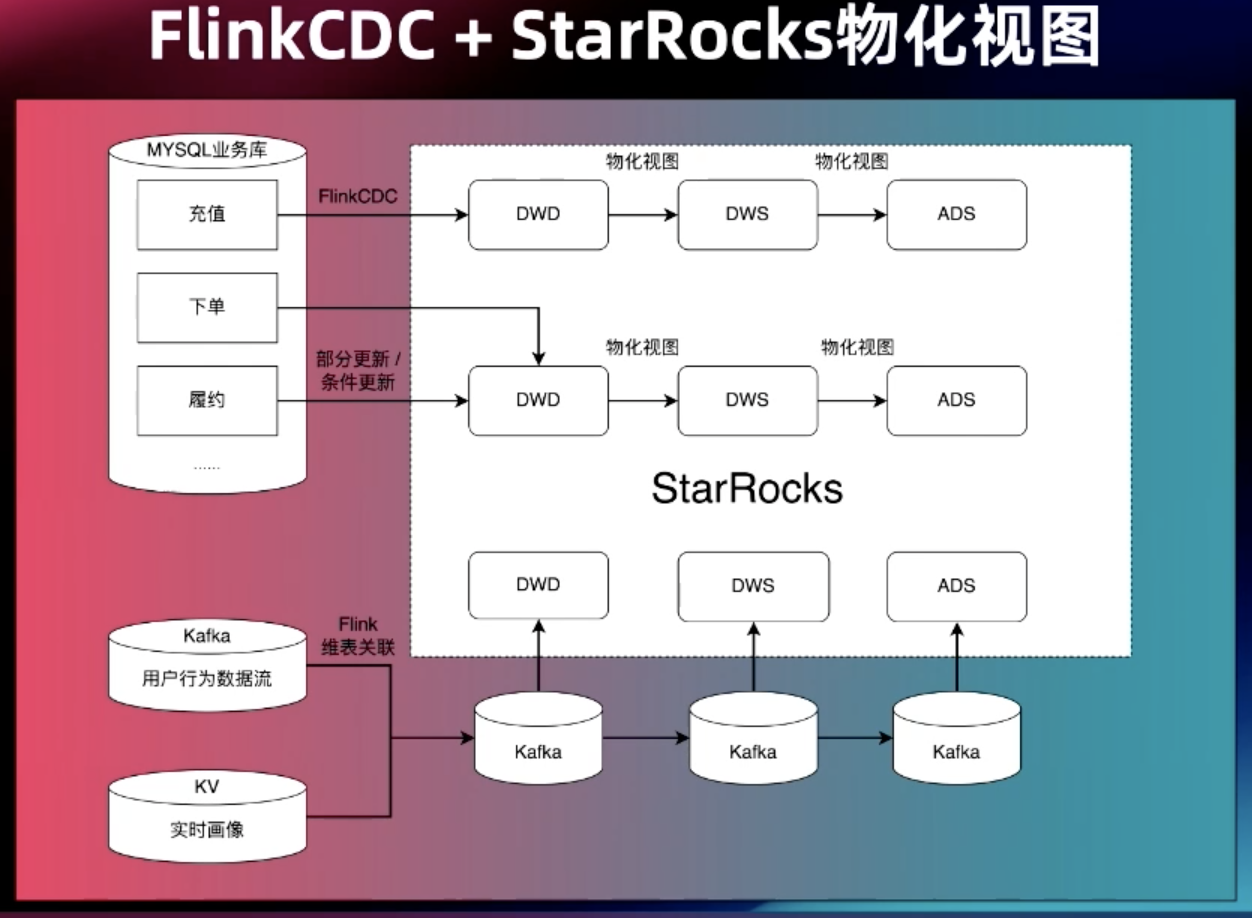 FlinkCDC + StarRocks物化视图
MYSQL业务库
物化视图
物化视图
充值
FlinkCDC
DWD
DWS
ADS
下单
部分更新 /
条件更新
物化视图
物化视图
履约
DWD
DWS
ADS
......
StarRocks
DWD
DWS
ADS
Kafka
用户行为数据流
Flink
维表关联
Kafka
Kafka
Kafka
KV
实时画像